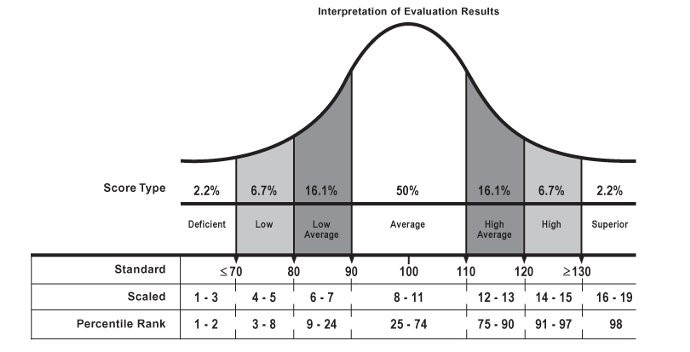 Interpretation of Evaluation Results
Score Type 2.2% 6.7% 16.1% 50% 16.1% 6.7% 2.2%
Deficient Low Low Average Average High Average High Superior
Standard ≤70 80 90 100 110 120 ≥130
Scaled 1 - 3 4 - 5 6 - 7 8 - 11 12 - 13 14 - 15 16 - 19
Percentile Rank 1 - 2 3 - 8 9 - 24 25 - 74 75 - 90 91 - 97 98